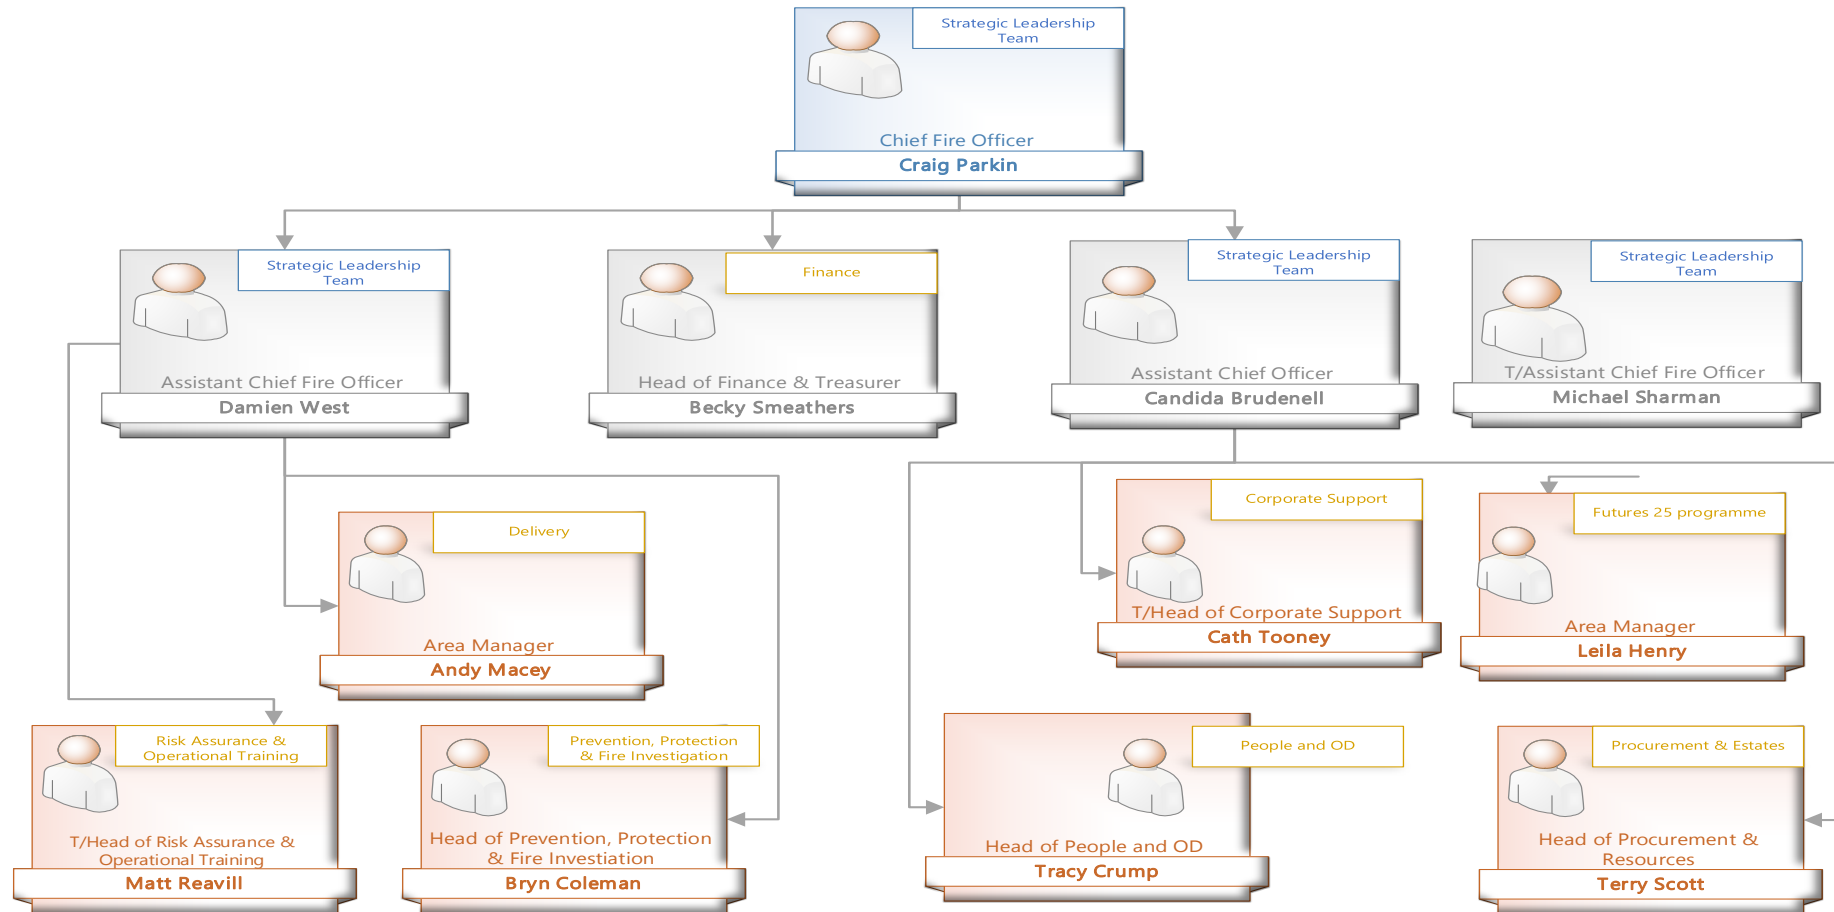 Strategic Leadership
Team
Chief Fire Officer
Craig Parkin
Strategic Leadership
Team
Assistant Chief Fire Officer
Damien West
Finance
Head of Finance & Treasurer
Becky Smeathers
Strategic Leadership
Team
Assistant Chief Officer
Candida Brudenell
Strategic Leadership
Team
T/Assistant Chief Fire Officer
Michael Sharman
Delivery
Area Manager
Andy Macey
Corporate Support
T/Head of Corporate Support
Cath Tooney
Futures 25 programme
Area Manager
Leila Henry
Risk Assurance &
Operational Training
T/Head of Risk Assurance &
Operational Training
Matt Reavill
Prevention, Protection
& Fire Investigation
Head of Prevention, Protection
& Fire Investiation
Bryn Coleman
People and OD
Head of People and OD
Tracy Crump
Procurement & Estates
Head of Procurement &
Resources
Terry Scott